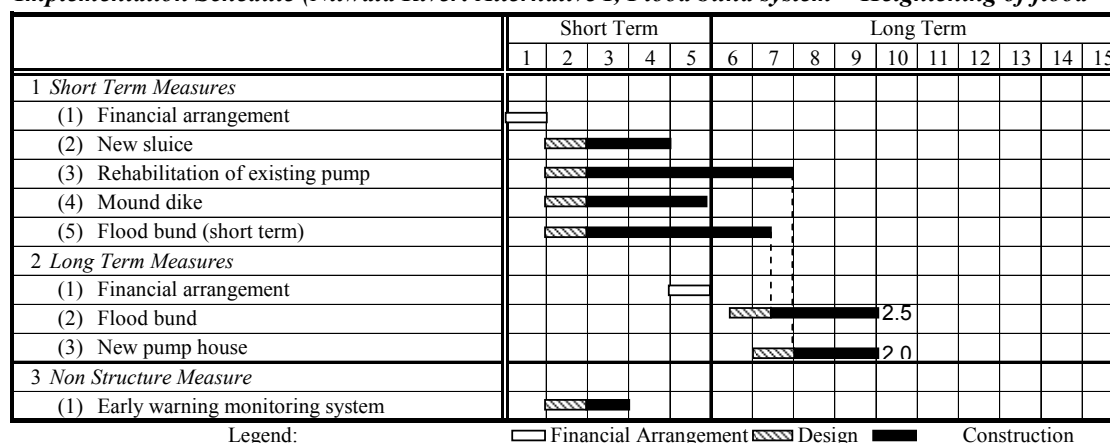 Implementation Schedule (Niiwala Invert Alternative 1, Flood bund system – Heightening of flood
Short Term Long Term
1 2 3 4 5 6 7 8 9 10 11 12 13 14 15
1 Short Term Measures
(1) Financial arrangement
(2) New sluice
(3) Rehabilitation of existing pump
(4) Mound dike
(5) Flood bund (short term)
2 Long Term Measures
(1) Financial arrangement
(2) Flood bund 2.5
(3) New pump house 2.0
3 Non Structure Measure
(1) Early warning monitoring system
Legend: Financial Arrangement Design Construction